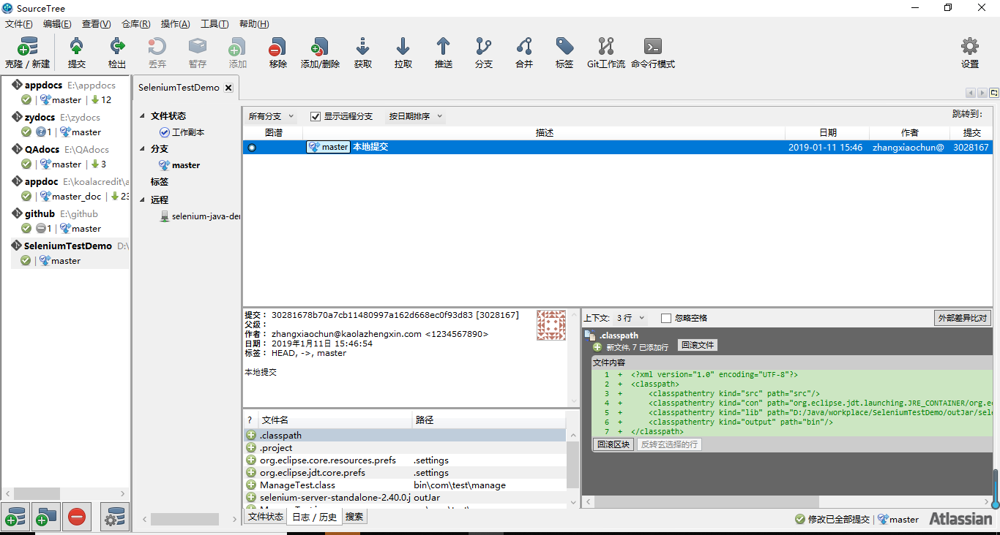 SourceTree
文件(F) 编辑(E) 查看(V) 仓库(R) 操作(A) 工具(T) 帮助(H)
克隆 / 新建 提交 检出 丢弃 暂存 添加 移除 添加/删除 获取 拉取 推送 分支 合并 标签 Git工作流 命令行模式 设置
appdocs E:\appdocs
master 12
zydocs E:\zydocs
1 master
QAdocs E:\QAdocs
master 3
appdoc E:\koalacredit\a
master_doc 23
github E:\github
1 master
SeleniumTestDemo D:\
master
SeleniumTestDemo
文件状态
工作副本
分支
master
标签
远程
selenium-java-der
所有分支 显示远程分支 按日期排序 跳转到:
图谱 描述 日期 作者 提交
master 本地提交 2019-01-11 15:46 zhangxiaochun@ 3028167
提交： 30281678b70a7cb11480997a162d668ec0f93d83 [3028167]
父级：
作者： zhangxiaochun@kaolazhengxin.com <1234567890>
日期： 2019年1月11日 15:46:54
标签： HEAD, ->, master
本地提交
? 文件名 路径
.classpath
.project
org.eclipse.core.resources.prefs .settings
org.eclipse.jdt.core.prefs .settings
ManageTest.class bin\com\test\manage
selenium-server-standalone-2.40.0.j outJar
文件状态 日志 / 历史 搜索
上下文: 3 行 忽略空格 外部差异比对
.classpath
新文件, 7 已添加行 回滚文件
文件内容
1 + <?xml version="1.0" encoding="UTF-8"?>
2 + <classpath>
3 + <classpathentry kind="src" path="src"/>
4 + <classpathentry kind="con" path="org.eclipse.jdt.launching.JRE_CONTAINER/org.ec
5 + <classpathentry kind="lib" path="D:/Java/workplace/SeleniumTestDemo/outJar/sele
6 + <classpathentry kind="output" path="bin"/>
7 + </classpath>
回滚区块 反转玄选择的行
修改已全部提交 master Atlassian